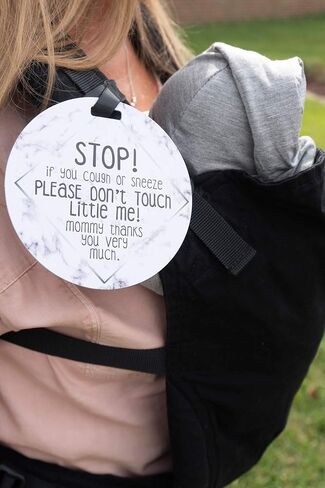 STOP!
if you cough or sneeze
PLEASE DON'T TOUCH
Little me!
mommy thanks
you very
much.